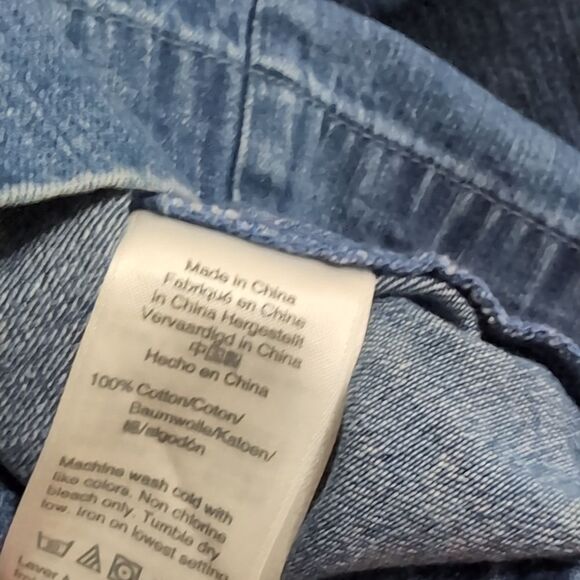 Made in China
Fabriqué en Chine
In China Hergestellt
Vervaardigd in China
中国製
Hecho en China
100% Cotton/Coton/
Baumwolle/Katoen/
綿/algodón
Machine wash cold with
like colors. Non chlorine
bleach only. Tumble dry
low. Iron on lowest setting
Laver